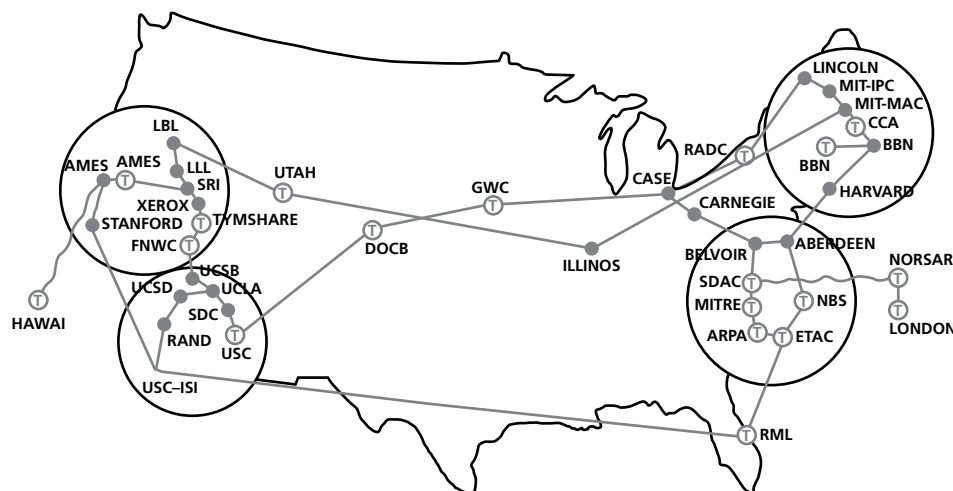 LINCOLN
MIT-IPC
MIT-MAC
T CCA
T
BBN
BBN
RADC T
HARVARD
LBL
AMES AMES
T
LLL
SRI
UTAH
T
XEROX
STANFORD
T TYMSHARE
FNWC T
GWC
T
CASE
CARNEGIE
T
DOCB
ILLINOS
BELVOIR
ABERDEEN
NORSAR
T
UCSB
UCSD
UCLA
SDC
RAND
T
USC
USC–ISI
T
HAWAI
SDAC T
MITRE T
T NBS
ARPA T
T ETAC
T
LONDON
T RML